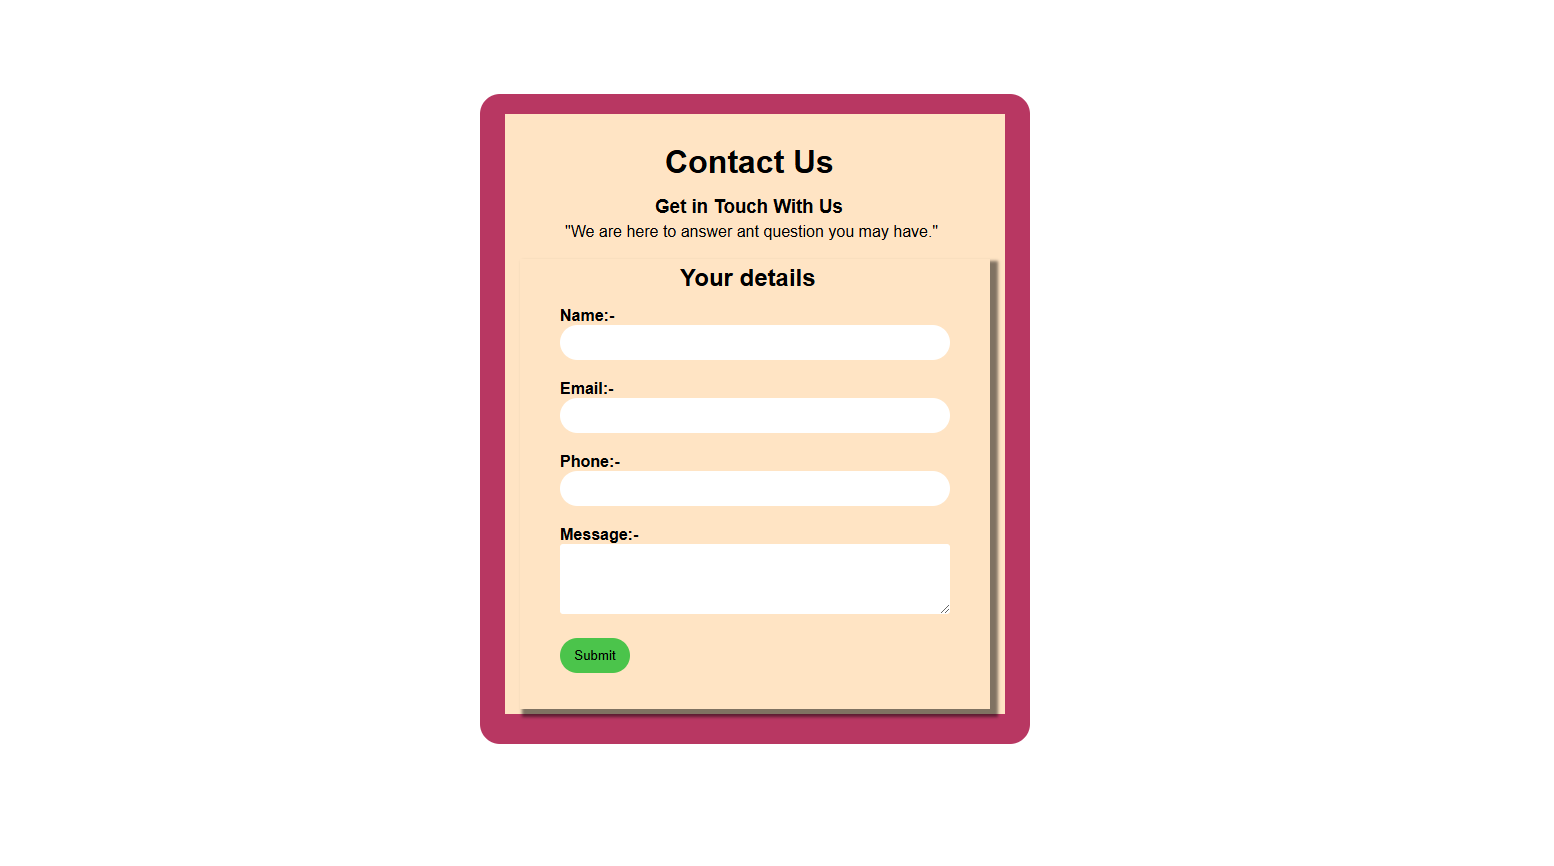 Contact Us
Get in Touch With Us
"We are here to answer ant question you may have."
Your details
Name:-
Email:-
Phone:-
Message:-
Submit